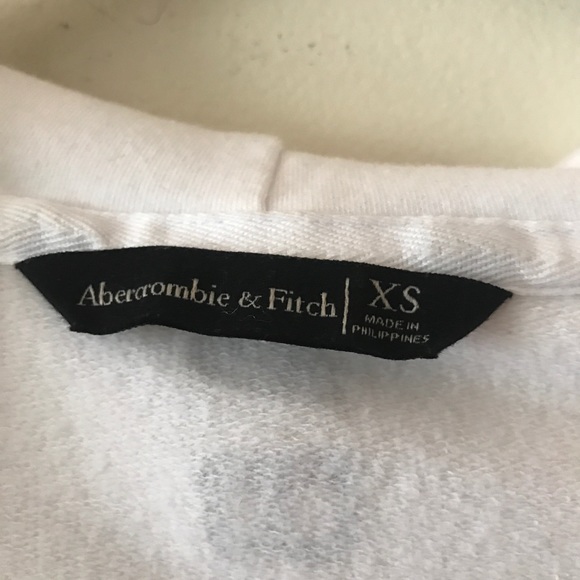 Abercrombie & Fitch XS
MADE IN
PHILIPPINES